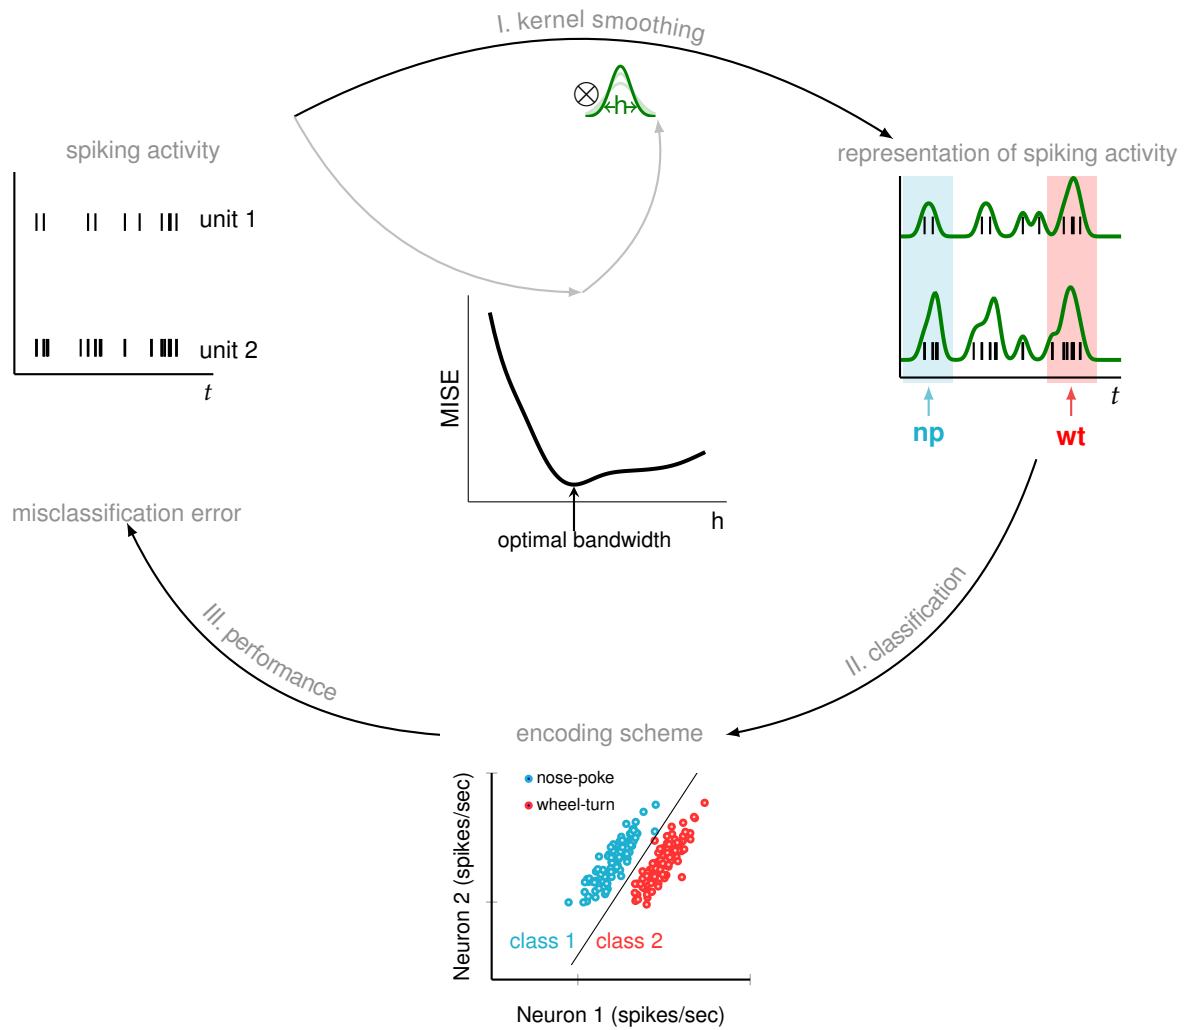 I. kernel smoothing
h
spiking activity
unit 1
unit 2
t
representation of spiking activity
t
np
wt
MISE
h
optimal bandwidth
misclassification error
III. performance
II. classification
encoding scheme
nose-poke
wheel-turn
class 1
class 2
Neuron 2 (spikes/sec)
Neuron 1 (spikes/sec)